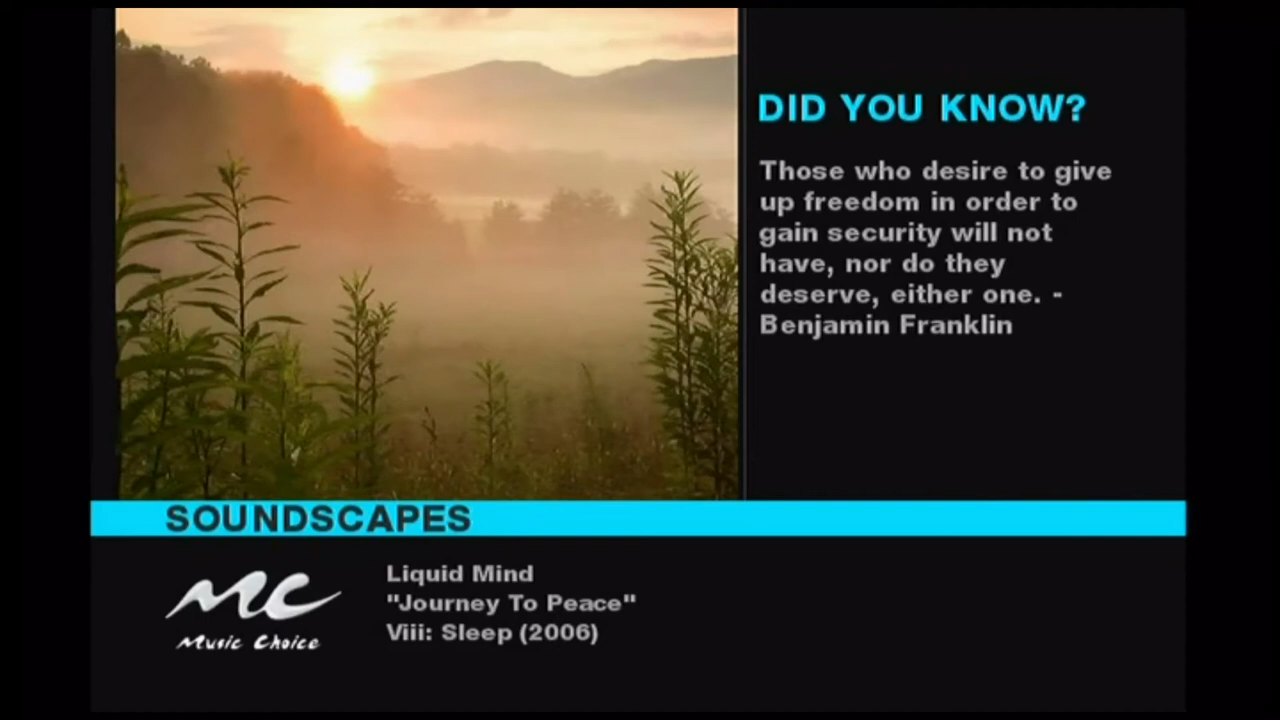 DID YOU KNOW?
Those who desire to give
up freedom in order to
gain security will not
have, nor do they
deserve, either one. -
Benjamin Franklin
SOUNDSCAPES
MC
Music Choice
Liquid Mind
"Journey To Peace"
Viii: Sleep (2006)